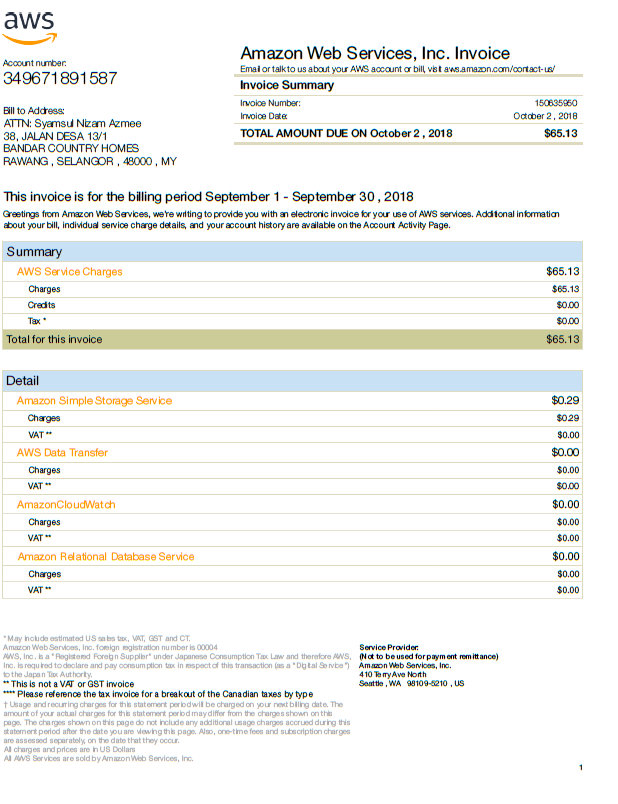 aws
Account number:
349671891587
Bill to Address:
ATTN: Syamsul Nizam Azmee
38, JALAN DESA 13/1
BANDAR COUNTRY HOMES
RAWANG , SELANGOR , 48000 , MY
Amazon Web Services, Inc. Invoice
Email or talk to us about your AWS account or bill, visit aws.amazon.com/contact-us/
Invoice Summary
Invoice Number: 150635950
Invoice Date: October 2 , 2018
TOTAL AMOUNT DUE ON October 2 , 2018 $65.13
This invoice is for the billing period September 1 - September 30 , 2018
Greetings from Amazon Web Services, we're writing to provide you with an electronic invoice for your use of AWS services. Additional information
about your bill, individual service charge details, and your account history are available on the Account Activity Page.
Summary
AWS Service Charges $65.13
Charges $65.13
Credits $0.00
Tax * $0.00
Total for this invoice $65.13
Detail
Amazon Simple Storage Service $0.29
Charges $0.29
VAT ** $0.00
AWS Data Transfer $0.00
Charges $0.00
VAT ** $0.00
AmazonCloudWatch $0.00
Charges $0.00
VAT ** $0.00
Amazon Relational Database Service $0.00
Charges $0.00
VAT ** $0.00
* May include estimated US sales tax, VAT, GST and CT.
Amazon Web Services, Inc. foreign registration number is 00004
AWS, Inc. is a "Registered Foreign Supplier" under Japanese Consumption Tax Law and therefore AWS,
Inc. is required to declare and pay consumption tax in respect of this transaction (as a "Digital Service")
to the Japan Tax Authority.
** This is not a VAT or GST invoice
**** Please reference the tax invoice for a breakout of the Canadian taxes by type
† Usage and recurring charges for this statement period will be charged on your next billing date. The
amount of your actual charges for this statement period may differ from the charges shown on this
page. The charges shown on this page do not include any additional usage charges accrued during this
statement period after the date you are viewing this page. Also, one-time fees and subscription charges
are assessed separately, on the date that they occur.
All charges and prices are in US Dollars
All AWS Services are sold by Amazon Web Services, Inc.
Service Provider:
(Not to be used for payment remittance)
Amazon Web Services, Inc.
410 Terry Ave North
Seattle , WA 98109-5210 , US
1